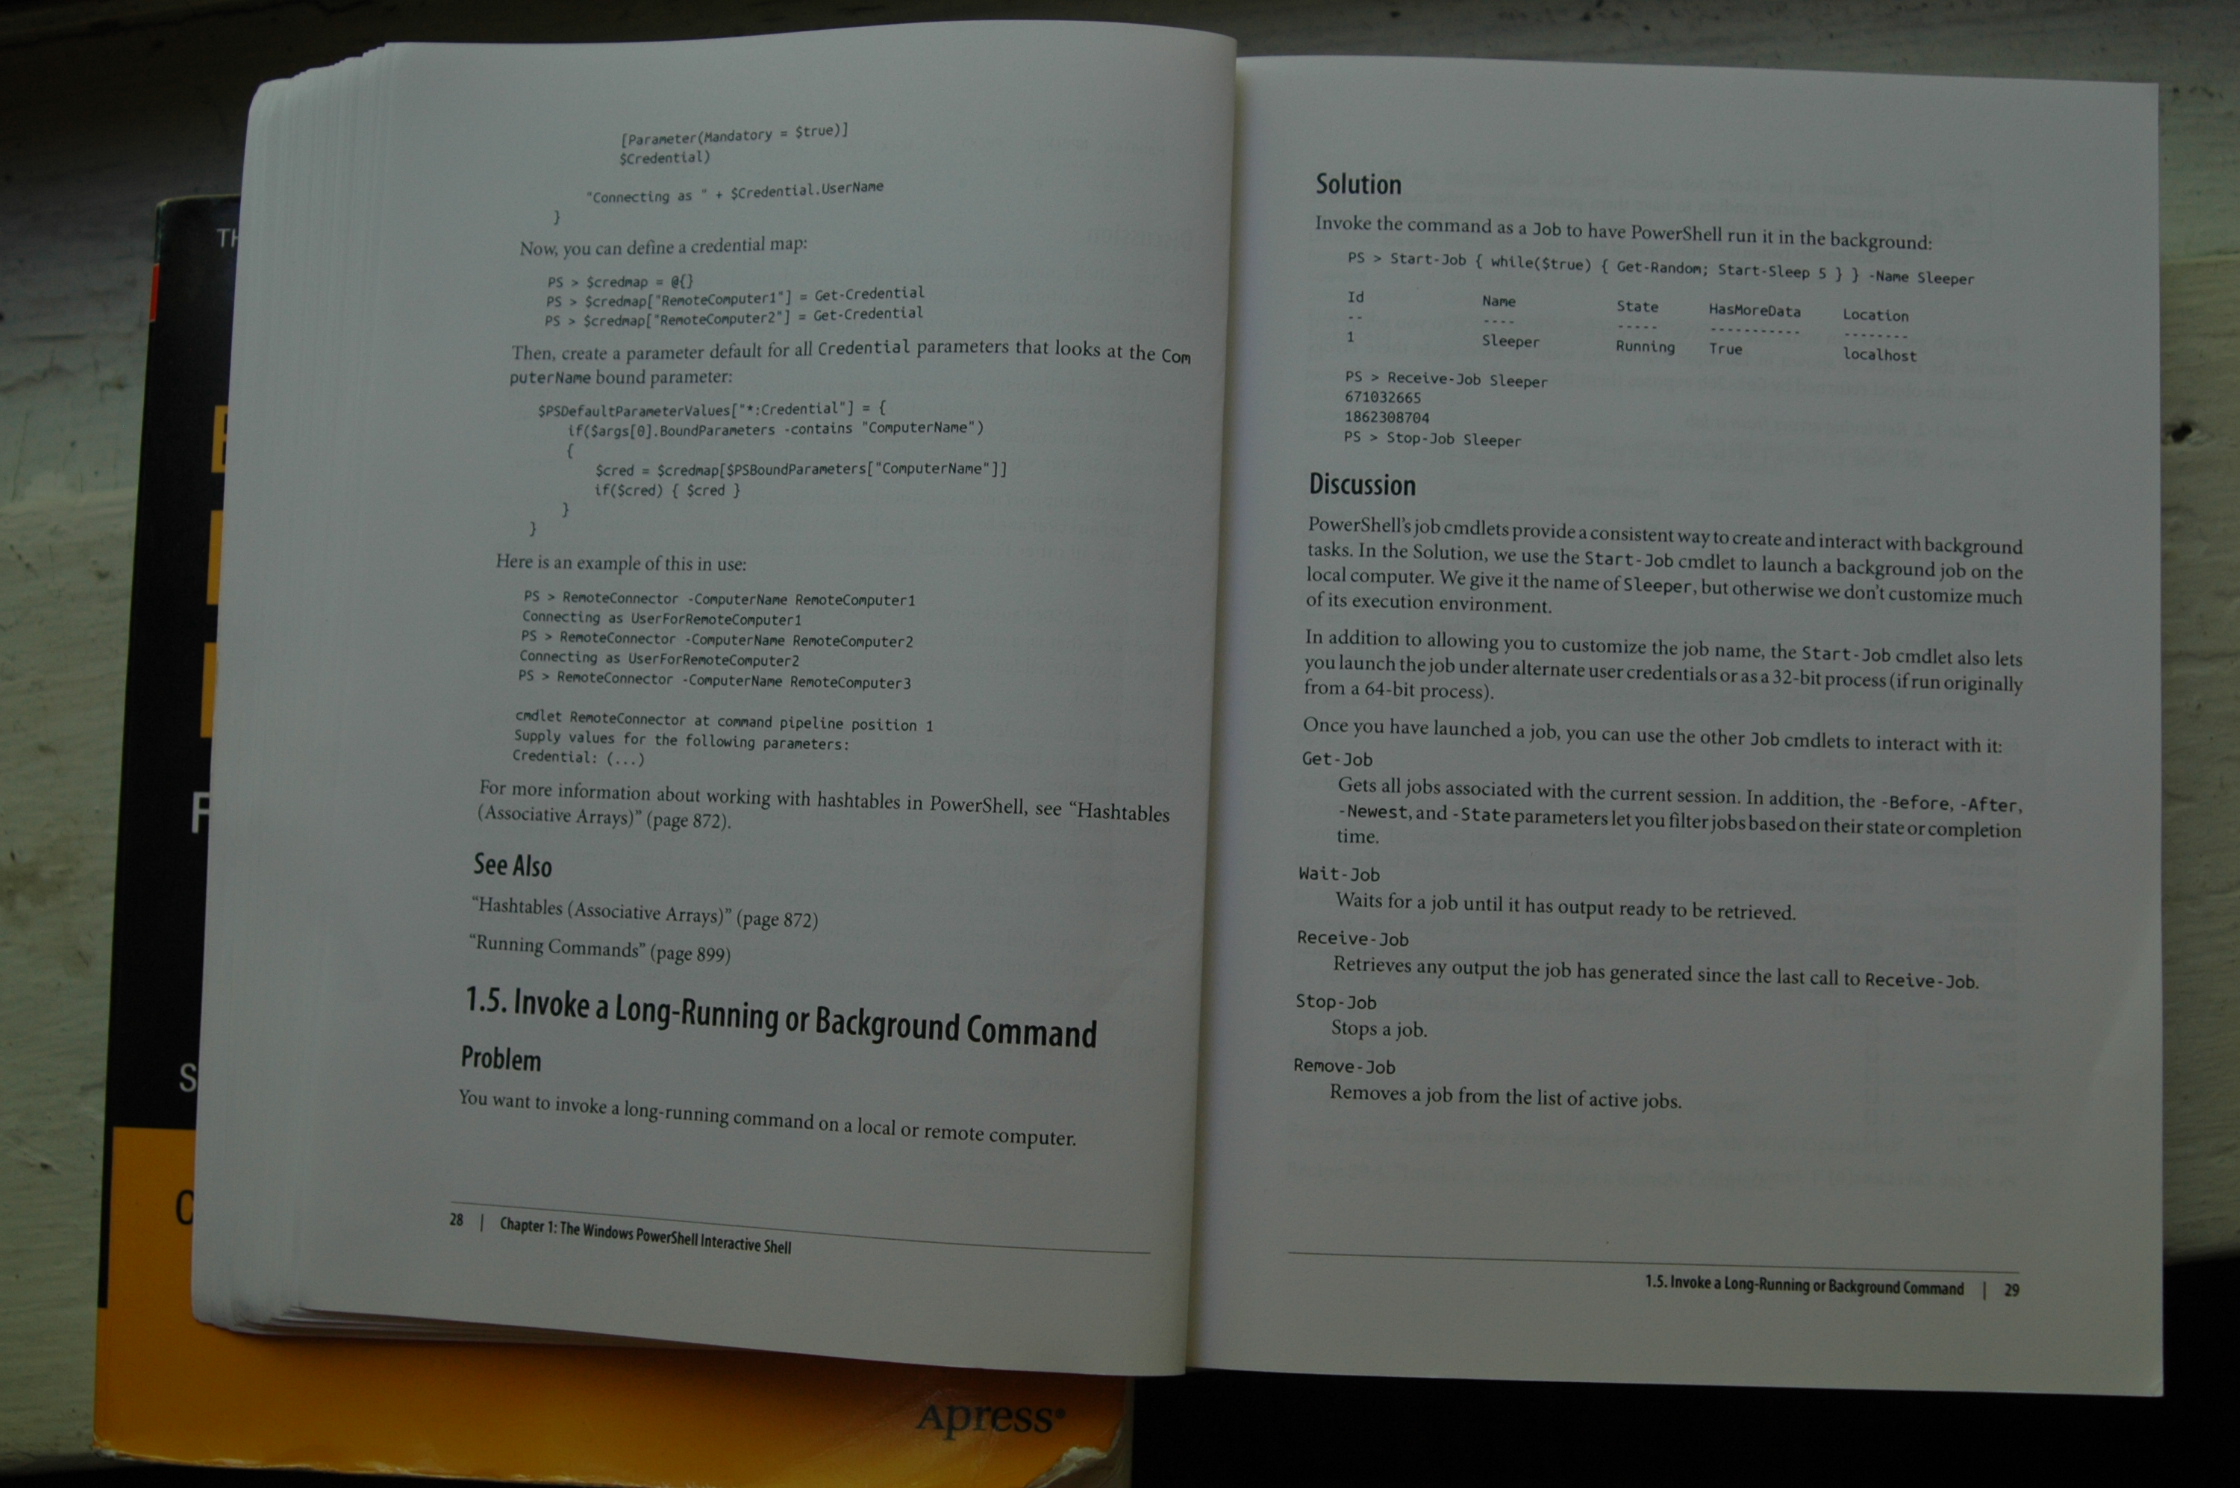 [Parameter(Mandatory = $true)]
$Credential)
"Connecting as " + $Credential.UserName
}
Now, you can define a credential map:
PS > $credmap = @{}
PS > $credmap["RemoteComputer1"] = Get-Credential
PS > $credmap["RemoteComputer2"] = Get-Credential
Then, create a parameter default for all Credential parameters that looks at the Com
puterName bound parameter:
$PSDefaultParameterValues["*:Credential"] = {
if($args[0].BoundParameters -contains "ComputerName")
{
$cred = $credmap[$PSBoundParameters["ComputerName"]]
if($cred) { $cred }
}
}
Here is an example of this in use:
PS > RemoteConnector -ComputerName RemoteComputer1
Connecting as UserForRemoteComputer1
PS > RemoteConnector -ComputerName RemoteComputer2
Connecting as UserForRemoteComputer2
PS > RemoteConnector -ComputerName RemoteComputer3
cmdlet RemoteConnector at command pipeline position 1
Supply values for the following parameters:
Credential: (...)
For more information about working with hashtables in PowerShell, see “Hashtables
(Associative Arrays)” (page 872).
See Also
“Hashtables (Associative Arrays)” (page 872)
“Running Commands” (page 899)
1.5. Invoke a Long-Running or Background Command
Problem
You want to invoke a long-running command on a local or remote computer.
28 | Chapter 1: The Windows PowerShell Interactive Shell
Solution
Invoke the command as a Job to have PowerShell run it in the background:
PS > Start-Job { while($true) { Get-Random; Start-Sleep 5 } } -Name Sleeper
Id Name State HasMoreData Location
-- ---- ----- ----------- --------
1 Sleeper Running True localhost
PS > Receive-Job Sleeper
671032665
1862308704
PS > Stop-Job Sleeper
Discussion
PowerShell’s job cmdlets provide a consistent way to create and interact with background
tasks. In the Solution, we use the Start-Job cmdlet to launch a background job on the
local computer. We give it the name of Sleeper, but otherwise we don’t customize much
of its execution environment.
In addition to allowing you to customize the job name, the Start-Job cmdlet also lets
you launch the job under alternate user credentials or as a 32-bit process (if run originally
from a 64-bit process).
Once you have launched a job, you can use the other Job cmdlets to interact with it:
Get-Job
Gets all jobs associated with the current session. In addition, the -Before, -After,
-Newest, and -State parameters let you filter jobs based on their state or completion
time.
Wait-Job
Waits for a job until it has output ready to be retrieved.
Receive-Job
Retrieves any output the job has generated since the last call to Receive-Job.
Stop-Job
Stops a job.
Remove-Job
Removes a job from the list of active jobs.
1.5. Invoke a Long-Running or Background Command | 29
TH
F
S
C
Apress®